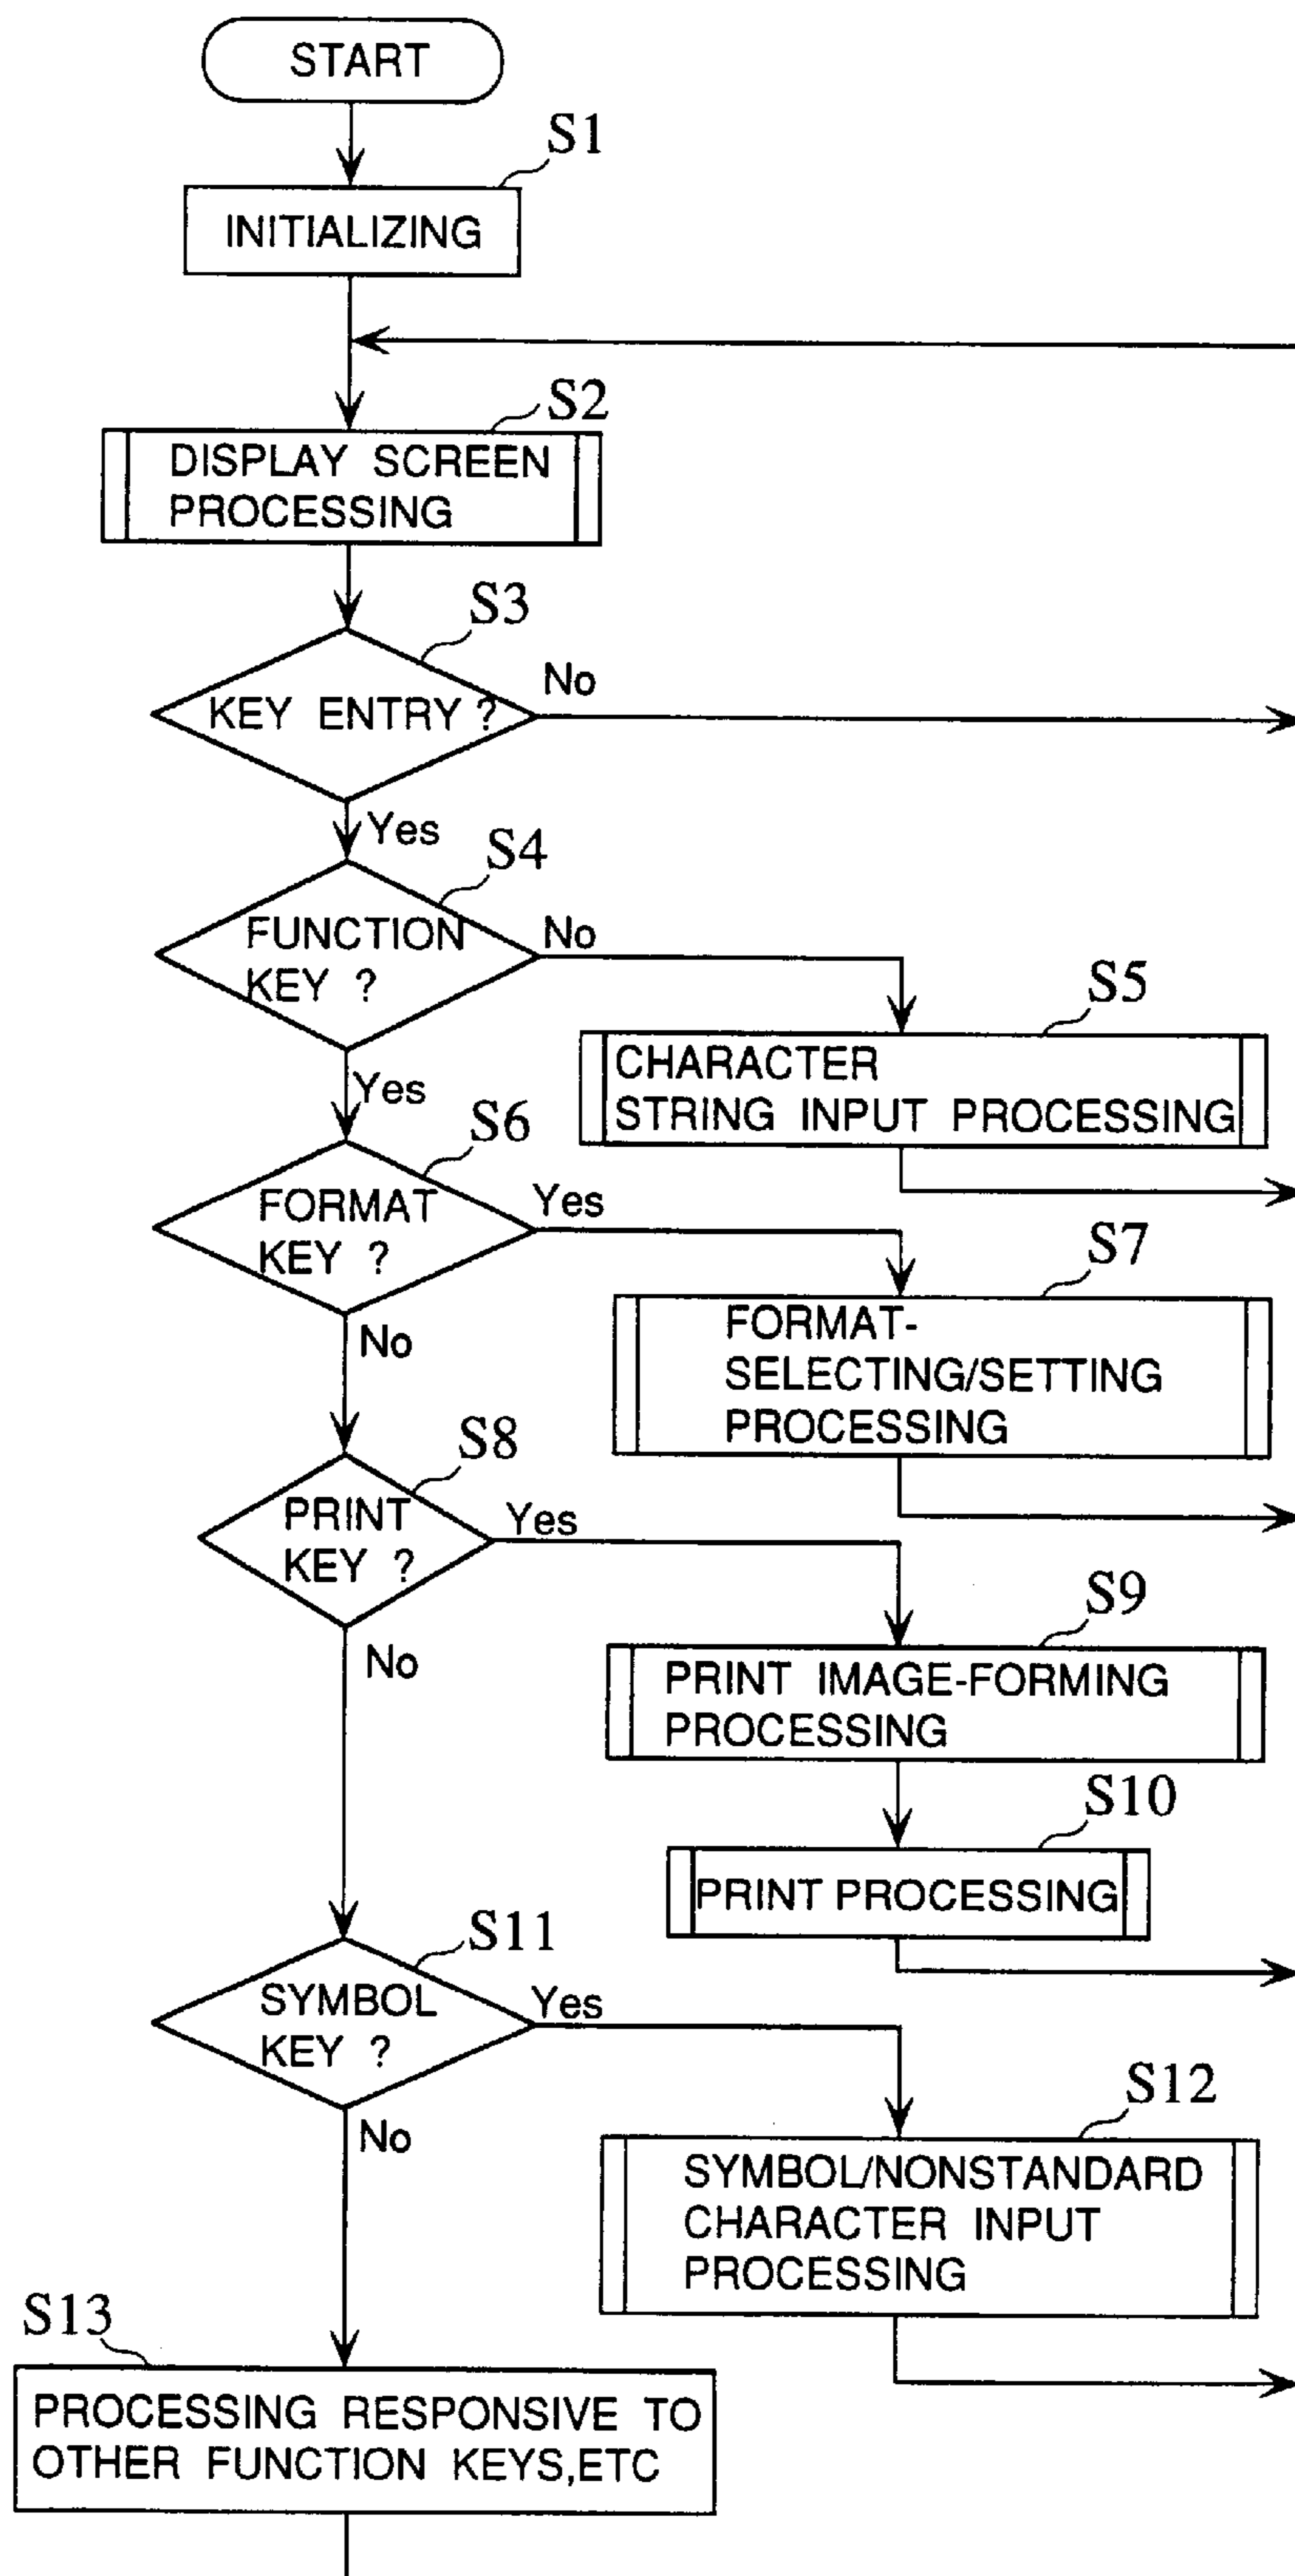 START
S1
INITIALIZING
S2
DISPLAY SCREEN
PROCESSING
S3
KEY ENTRY ?
No
Yes
S4
FUNCTION
KEY ?
No
Yes
S5
CHARACTER
STRING INPUT PROCESSING
S6
FORMAT
KEY ?
Yes
No
S7
FORMAT-
SELECTING/SETTING
PROCESSING
S8
PRINT
KEY ?
Yes
No
S9
PRINT IMAGE-FORMING
PROCESSING
S10
PRINT PROCESSING
S11
SYMBOL
KEY ?
Yes
No
S12
SYMBOL/NONSTANDARD
CHARACTER INPUT
PROCESSING
S13
PROCESSING RESPONSIVE TO
OTHER FUNCTION KEYS,ETC